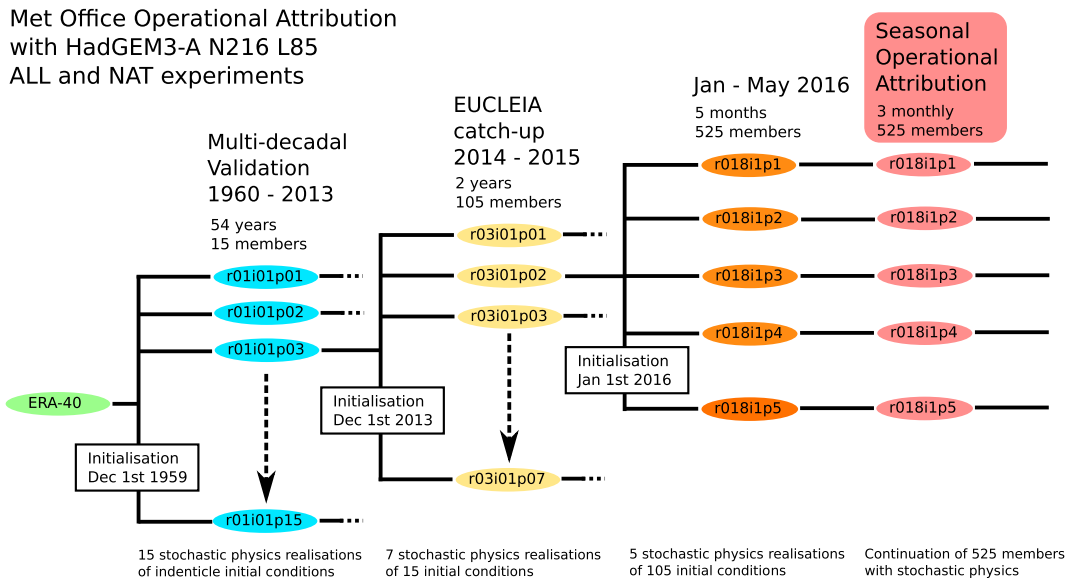 Met Office Operational Attribution
with HadGEM3-A N216 L85
ALL and NAT experiments
Multi-decadal
Validation
1960 - 2013
54 years
15 members
EUCLEIA
catch-up
2014 - 2015
2 years
105 members
Jan - May 2016
5 months
525 members
Seasonal
Operational
Attribution
3 monthly
525 members
ERA-40
Initialisation
Dec 1st 1959
r01i01p01
r01i01p02
r01i01p03
r01i01p15
Initialisation
Dec 1st 2013
r03i01p01
r03i01p02
r03i01p03
r03i01p07
Initialisation
Jan 1st 2016
r018i1p1
r018i1p2
r018i1p3
r018i1p4
r018i1p5
r018i1p1
r018i1p2
r018i1p3
r018i1p4
r018i1p5
15 stochastic physics realisations
of indenticle initial conditions
7 stochastic physics realisations
of 15 initial conditions
5 stochastic physics realisations
of 105 initial conditions
Continuation of 525 members
with stochastic physics